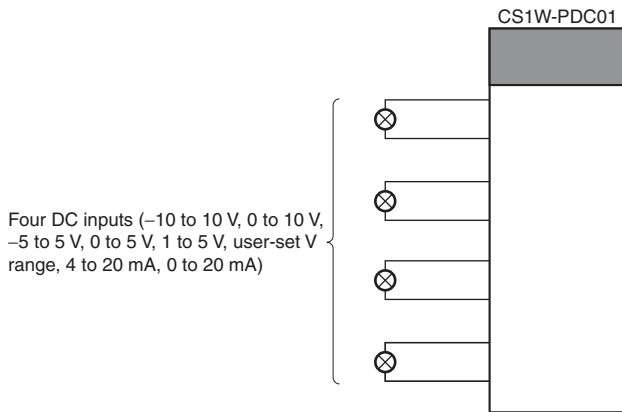 CS1W-PDC01
Four DC inputs (–10 to 10 V, 0 to 10 V,
–5 to 5 V, 0 to 5 V, 1 to 5 V, user-set V
range, 4 to 20 mA, 0 to 20 mA)